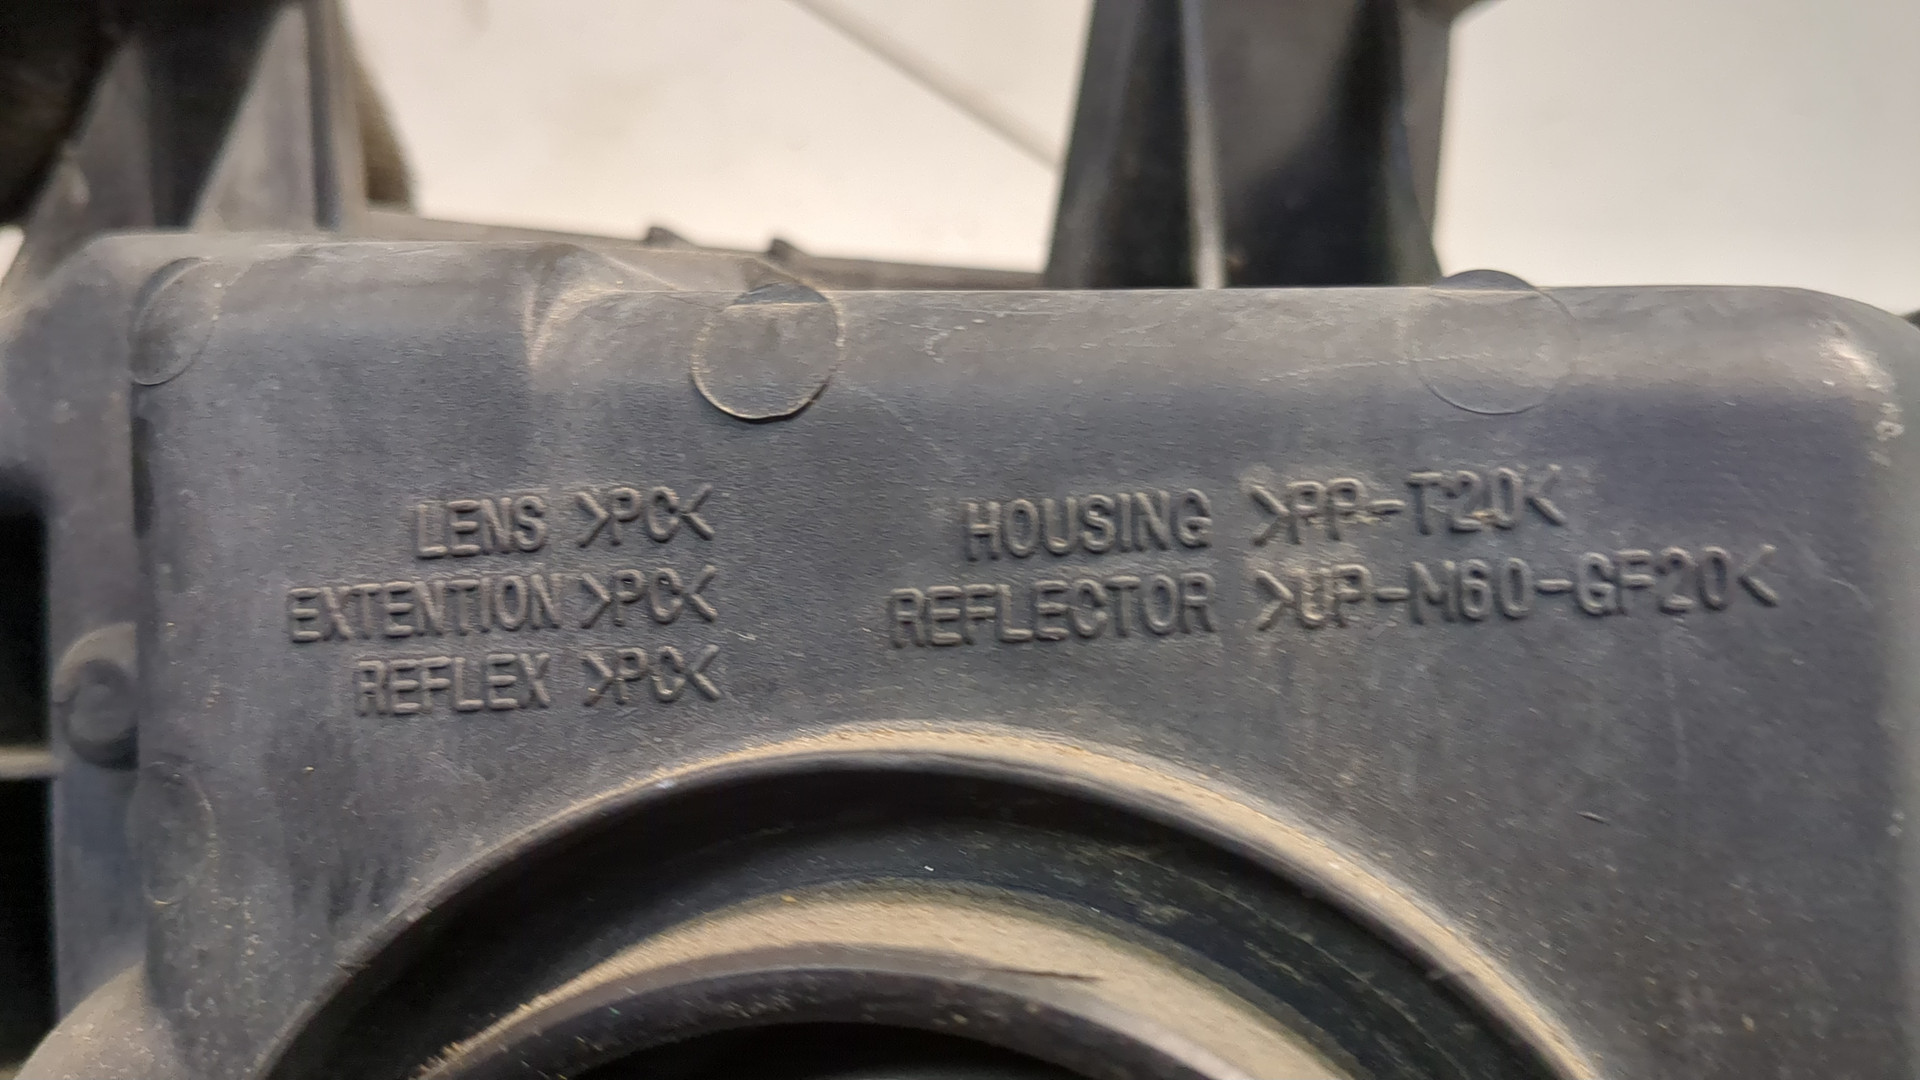 LENS >PC<
EXTENTION >PC<
REFLEX >PC<
HOUSING >PP-T20<
REFLECTOR >UP-M60-GF20<